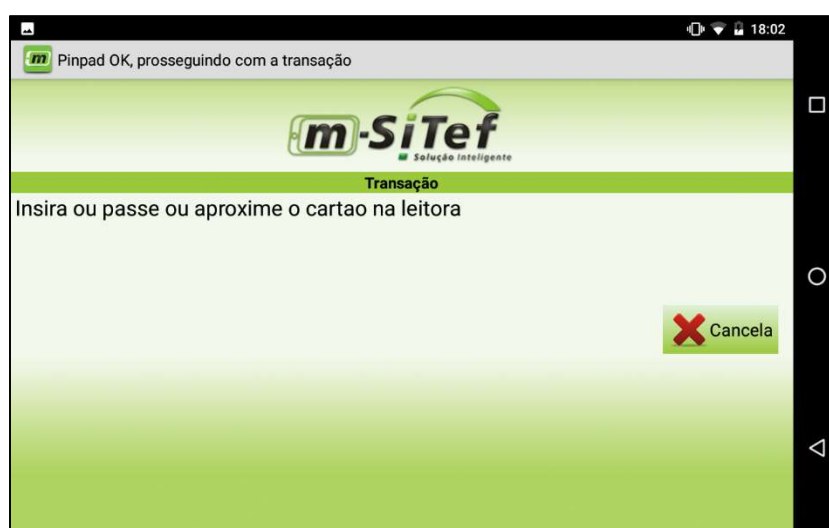 18:02
m Pinpad OK, prosseguindo com a transação
m-SiTef
Solução Inteligente
Transação
Insira ou passe ou aproxime o cartao na leitora
Cancela